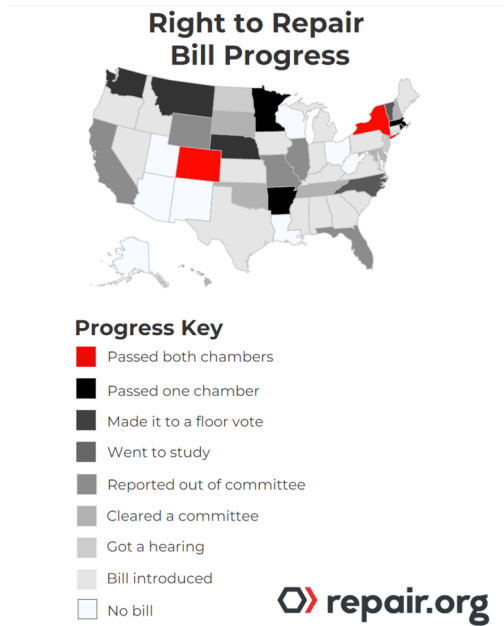 Right to Repair
Bill Progress
Progress Key
Passed both chambers
Passed one chamber
Made it to a floor vote
Went to study
Reported out of committee
Cleared a committee
Got a hearing
Bill introduced
No bill
repair.org